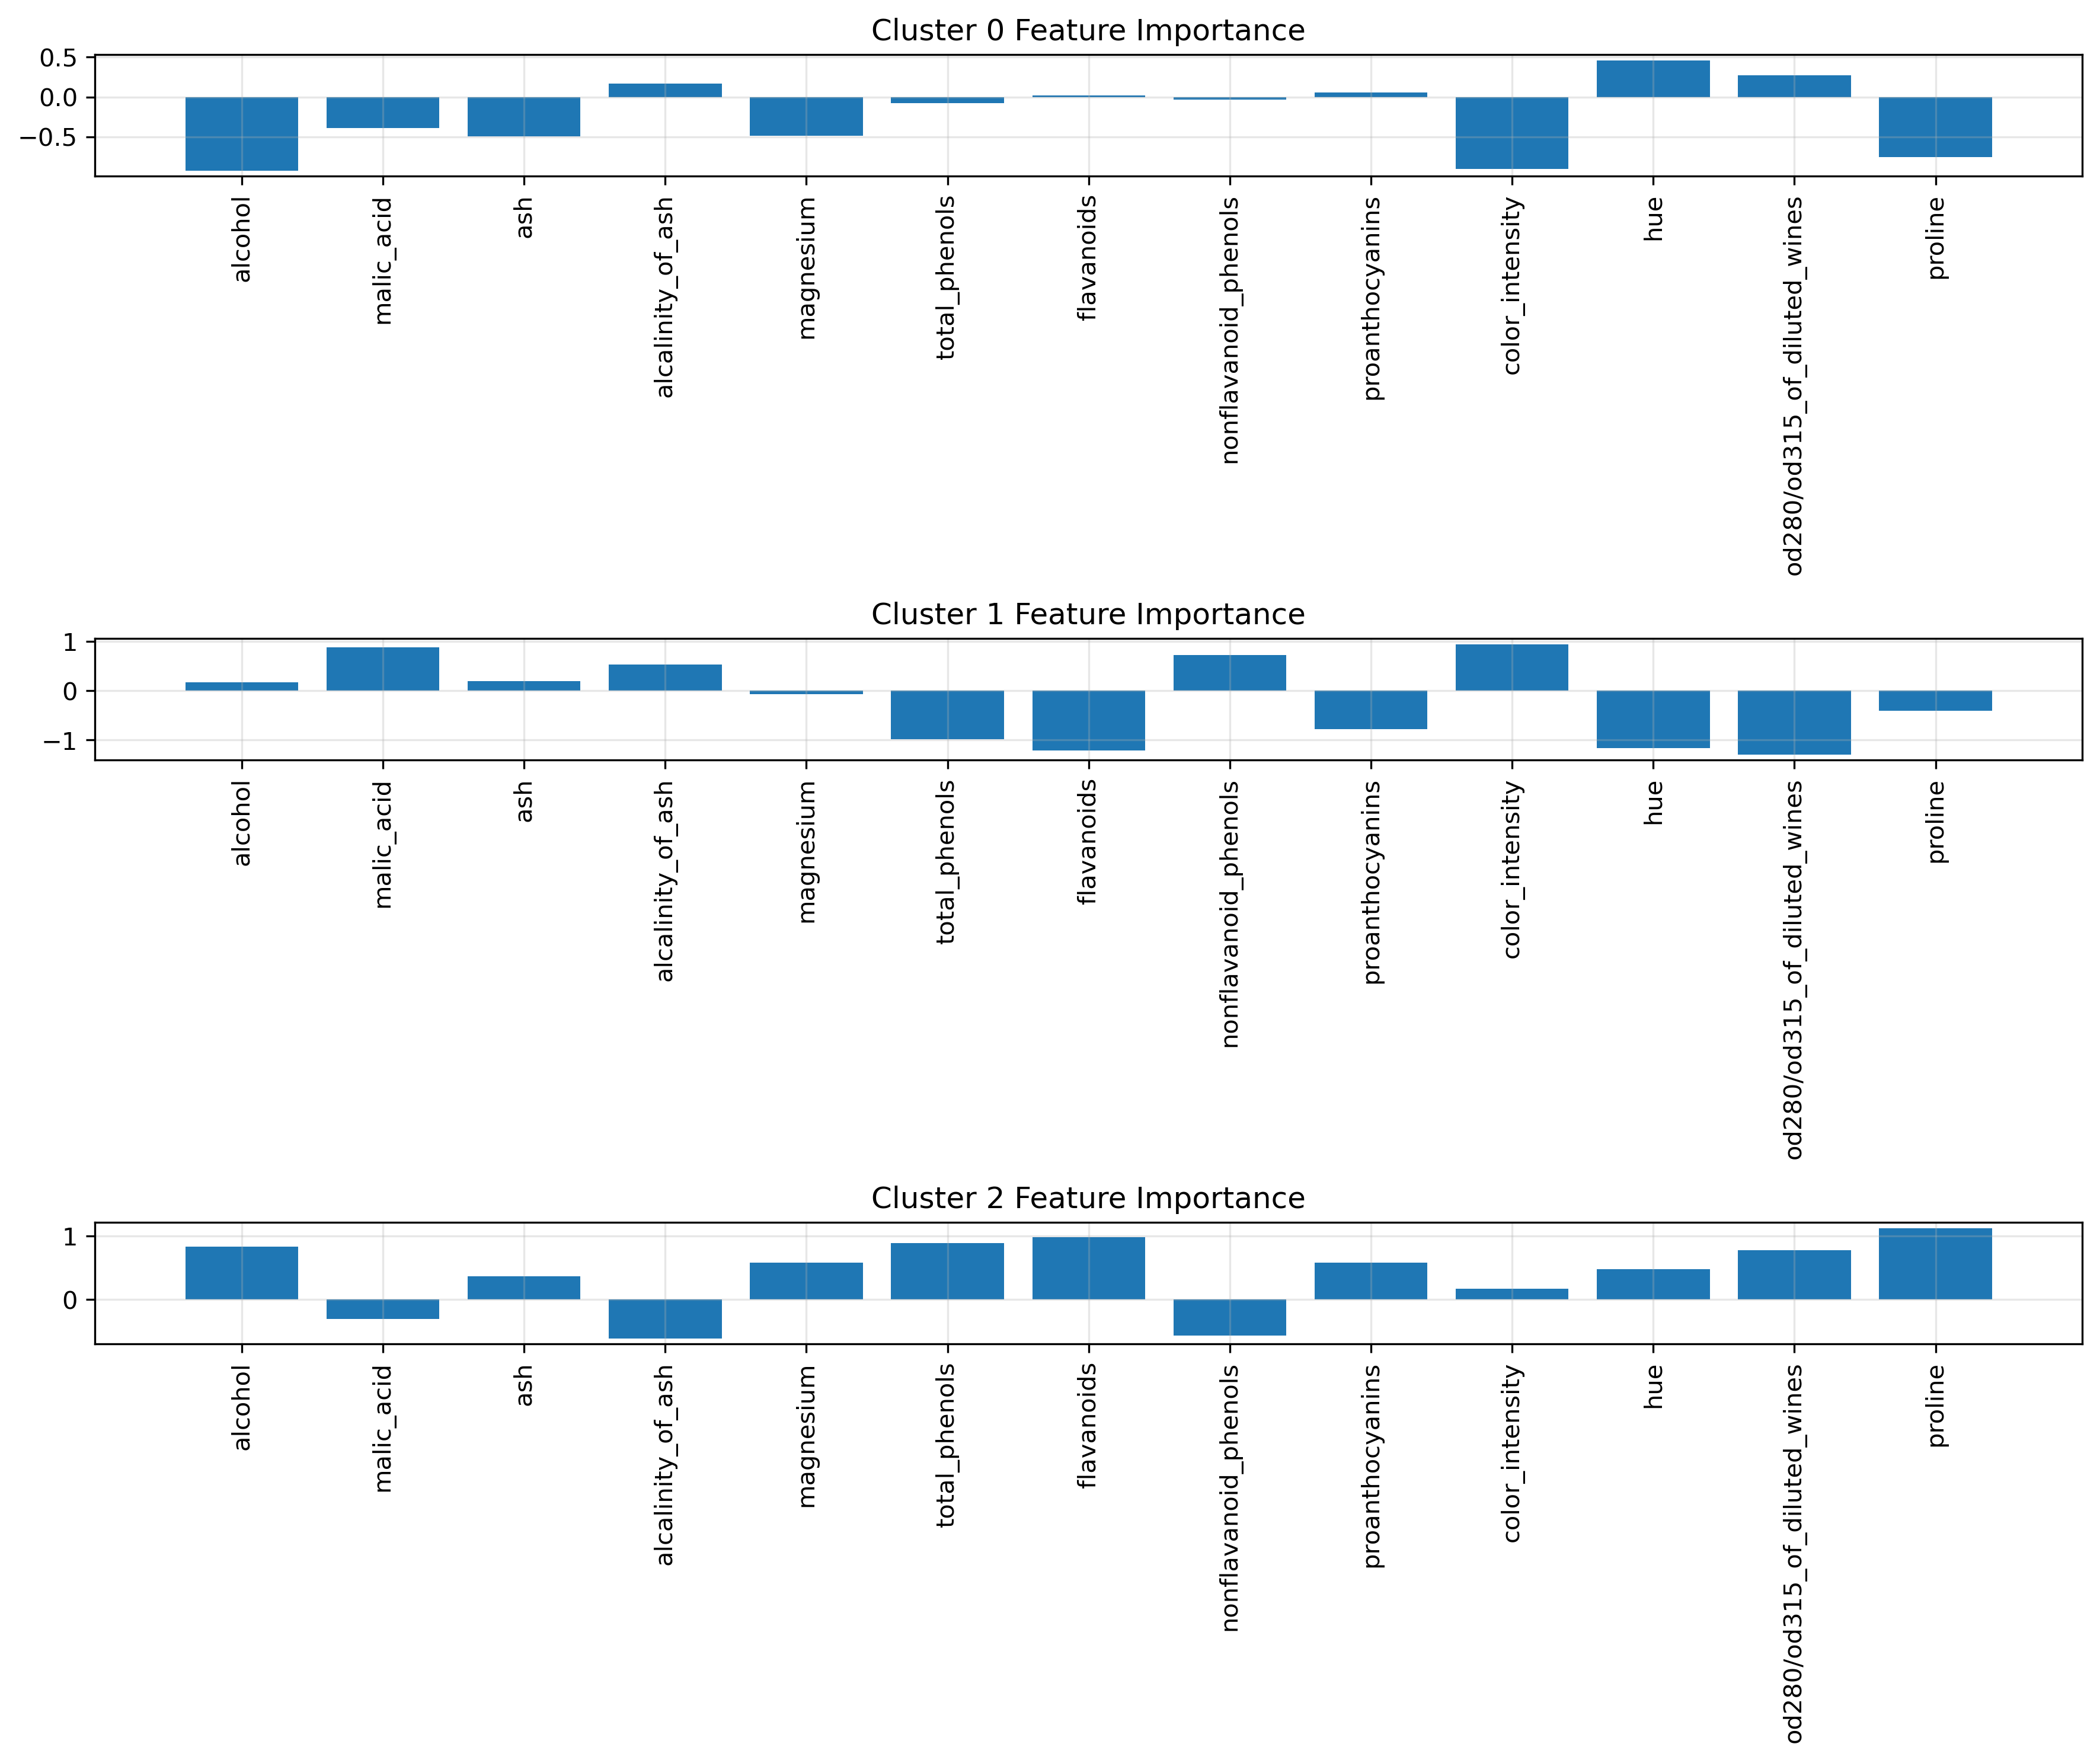 Cluster 0 Feature Importance
0.5
0.0
−0.5
alcohol
malic_acid
ash
alcalinity_of_ash
magnesium
total_phenols
flavanoids
nonflavanoid_phenols
proanthocyanins
color_intensity
hue
od280/od315_of_diluted_wines
proline
Cluster 1 Feature Importance
1
0
−1
alcohol
malic_acid
ash
alcalinity_of_ash
magnesium
total_phenols
flavanoids
nonflavanoid_phenols
proanthocyanins
color_intensity
hue
od280/od315_of_diluted_wines
proline
Cluster 2 Feature Importance
1
0
alcohol
malic_acid
ash
alcalinity_of_ash
magnesium
total_phenols
flavanoids
nonflavanoid_phenols
proanthocyanins
color_intensity
hue
od280/od315_of_diluted_wines
proline